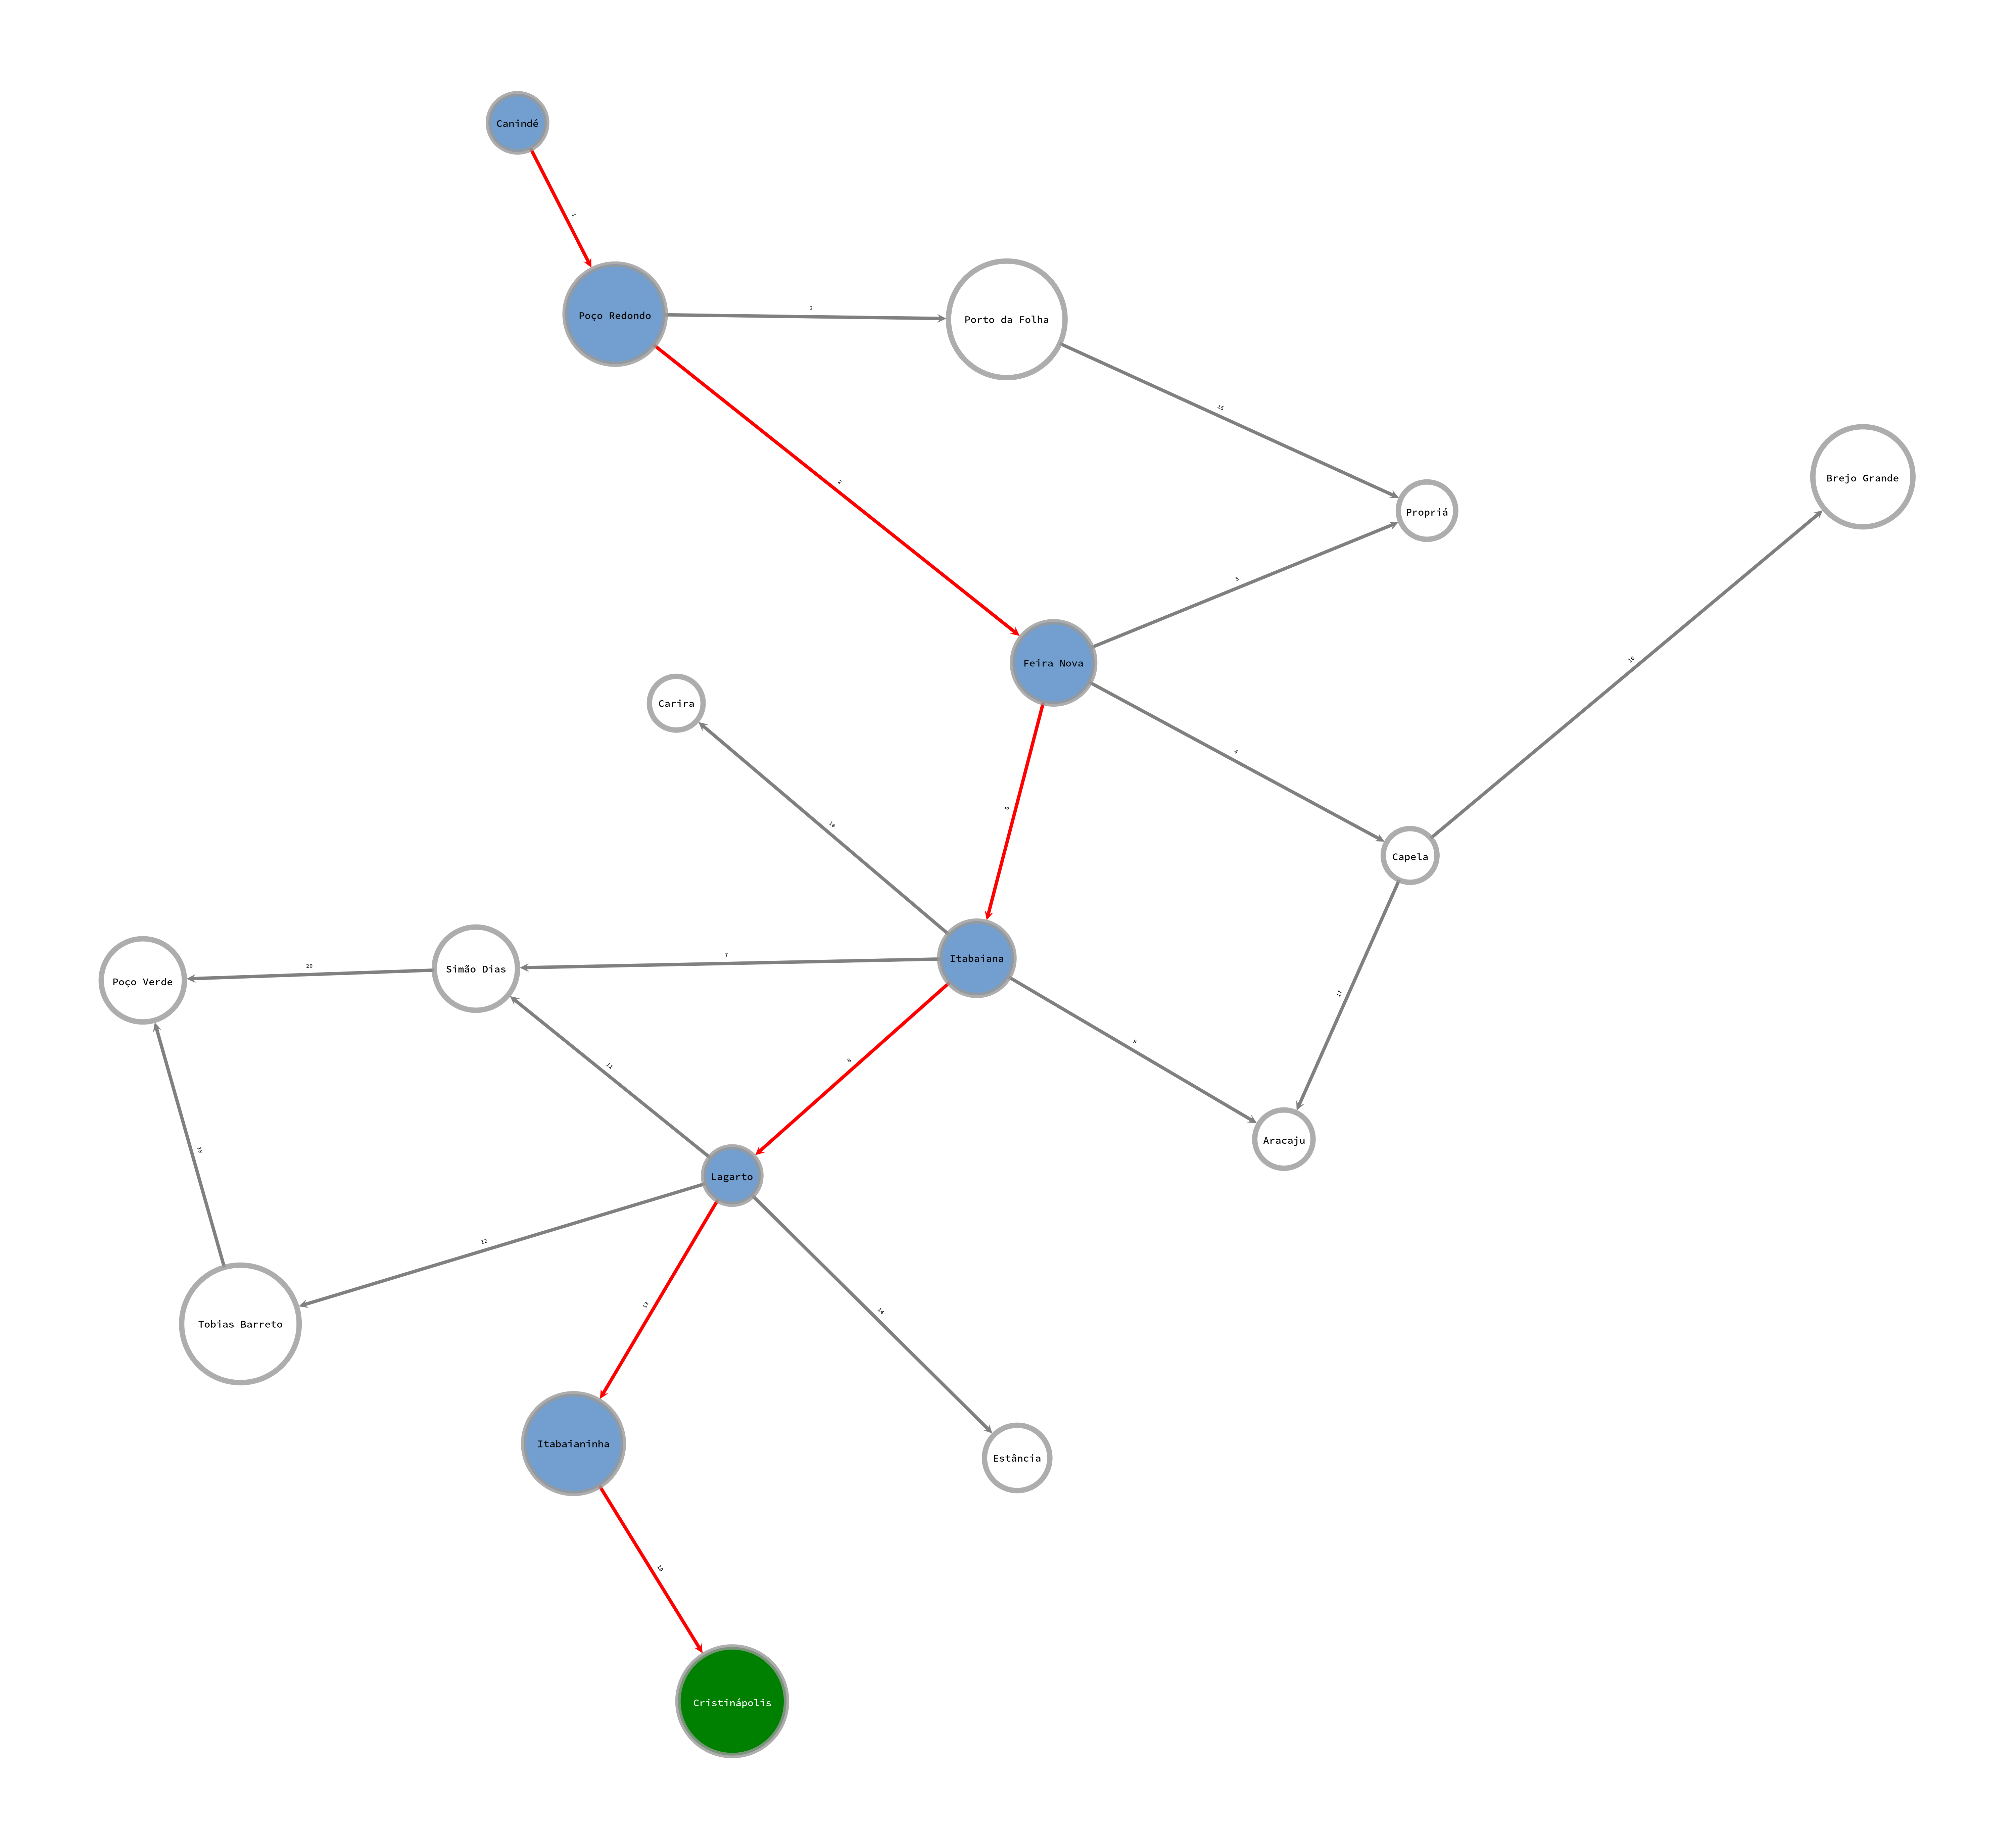 Canindé
1
Poço Redondo
3
Porto da Folha
15
Brejo Grande
2
Propriá
5
16
Feira Nova
Carira
4
6
10
Capela
7
Itabaiana
20
Simão Dias
Poço Verde
17
9
8
11
Aracaju
18
Lagarto
12
13
14
Tobias Barreto
Itabaianinha
Estância
19
Cristinápolis